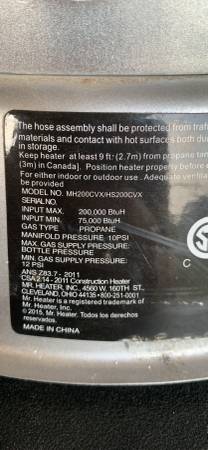 The hose assembly shall be protected from traf
materials and contact with hot surfaces both du
in storage.
Keep heater at least 9 ft. (2.7m) from propane tan
(3m) in Canada]. Position heater properly before
For either indoor or outdoor use. Adequate ventilat
be provided
MODEL NO. MH200CVX/HS200CVX
SERIAL NO.
INPUT MAX. 200,000 BtuH
INPUT MIN. 75,000 BtuH
GAS TYPE PROPANE
MANIFOLD PRESSURE 10PSI
MAX. GAS SUPPLY PRESSURE:
BOTTLE PRESSURE
MIN. GAS SUPPLY PRESSURE:
12 PSI
ANS Z83.7 - 2011
CSA 2.14 - 2011 Construction Heater
MR. HEATER, INC., 4560 W. 160TH ST.,
CLEVELAND, OHIO 44135 • 800-251-0001
Mr. Heater is a registered trademark of
Mr. Heater, Inc.
© 2015, Mr. Heater. Todos los derechos
reservados.
MADE IN CHINA
C